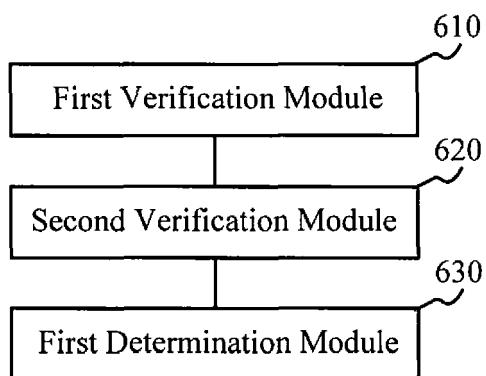 610
First Verification Module
620
Second Verification Module
630
First Determination Module